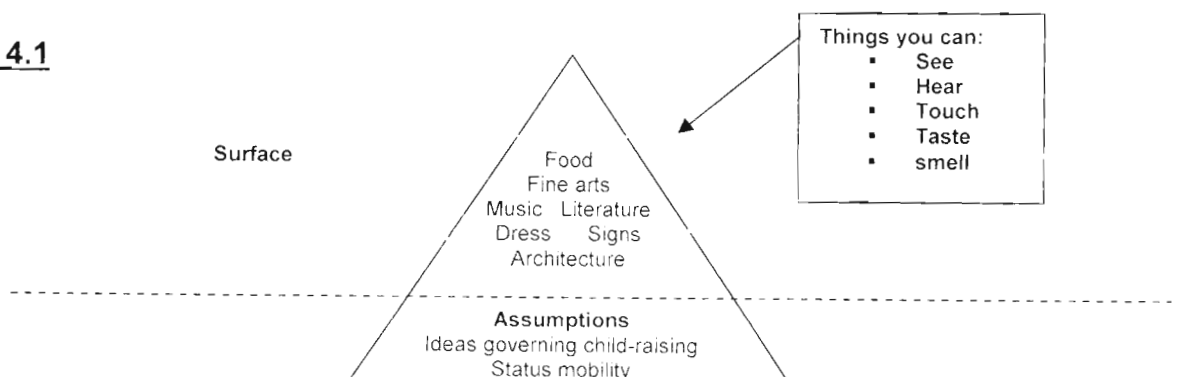 4.1
Things you can:
▪ See
▪ Hear
▪ Touch
▪ Taste
▪ smell
Surface
Food
Fine arts
Music Literature
Dress Signs
Architecture
Assumptions
Ideas governing child-raising
Status mobility